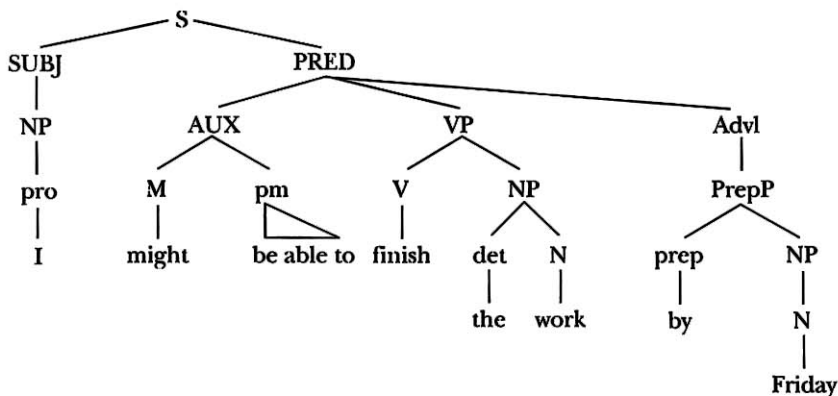 S
SUBJ PRED
NP AUX VP Advl
pro M pm V NP PrepP
I might be able to finish det N prep NP
the work by N
Friday